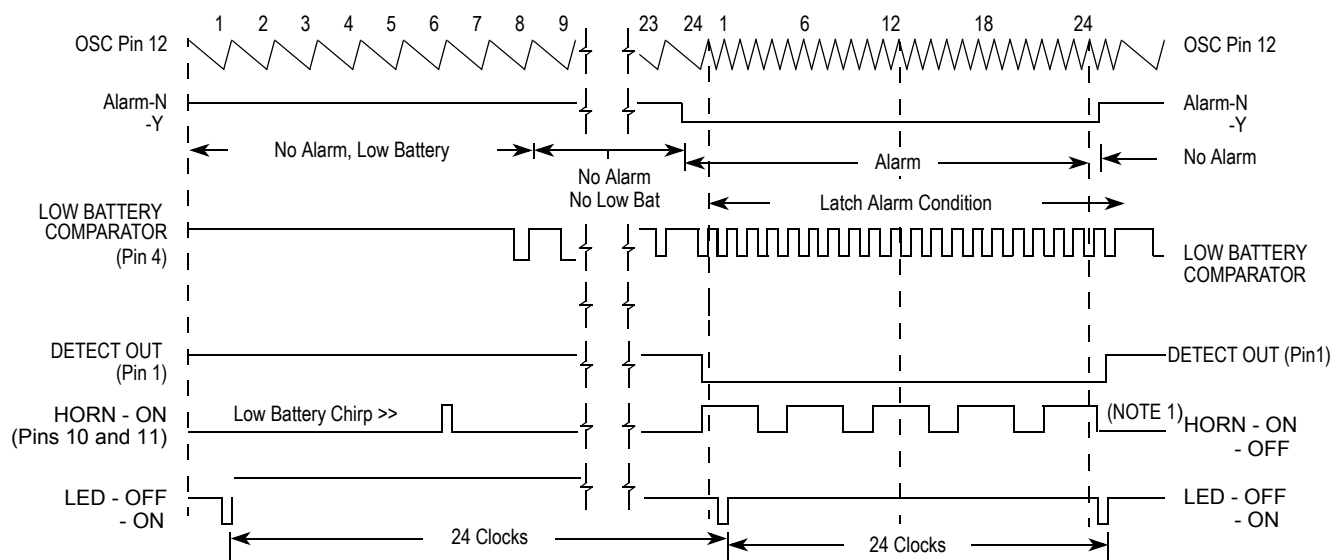 1 2 3 4 5 6 7 8 9 23 24 1 6 12 18 24
OSC Pin 12
OSC Pin 12
Alarm-N
-Y
Alarm-N
-Y
No Alarm, Low Battery
No Alarm
No Low Bat
Alarm
No Alarm
Latch Alarm Condition
LOW BATTERY
COMPARATOR
(Pin 4)
LOW BATTERY
COMPARATOR
DETECT OUT
(Pin 1)
DETECT OUT (Pin1)
HORN - ON
(Pins 10 and 11)
Low Battery Chirp >>
(NOTE 1)
HORN - ON
- OFF
LED - OFF
- ON
LED - OFF
- ON
24 Clocks
24 Clocks